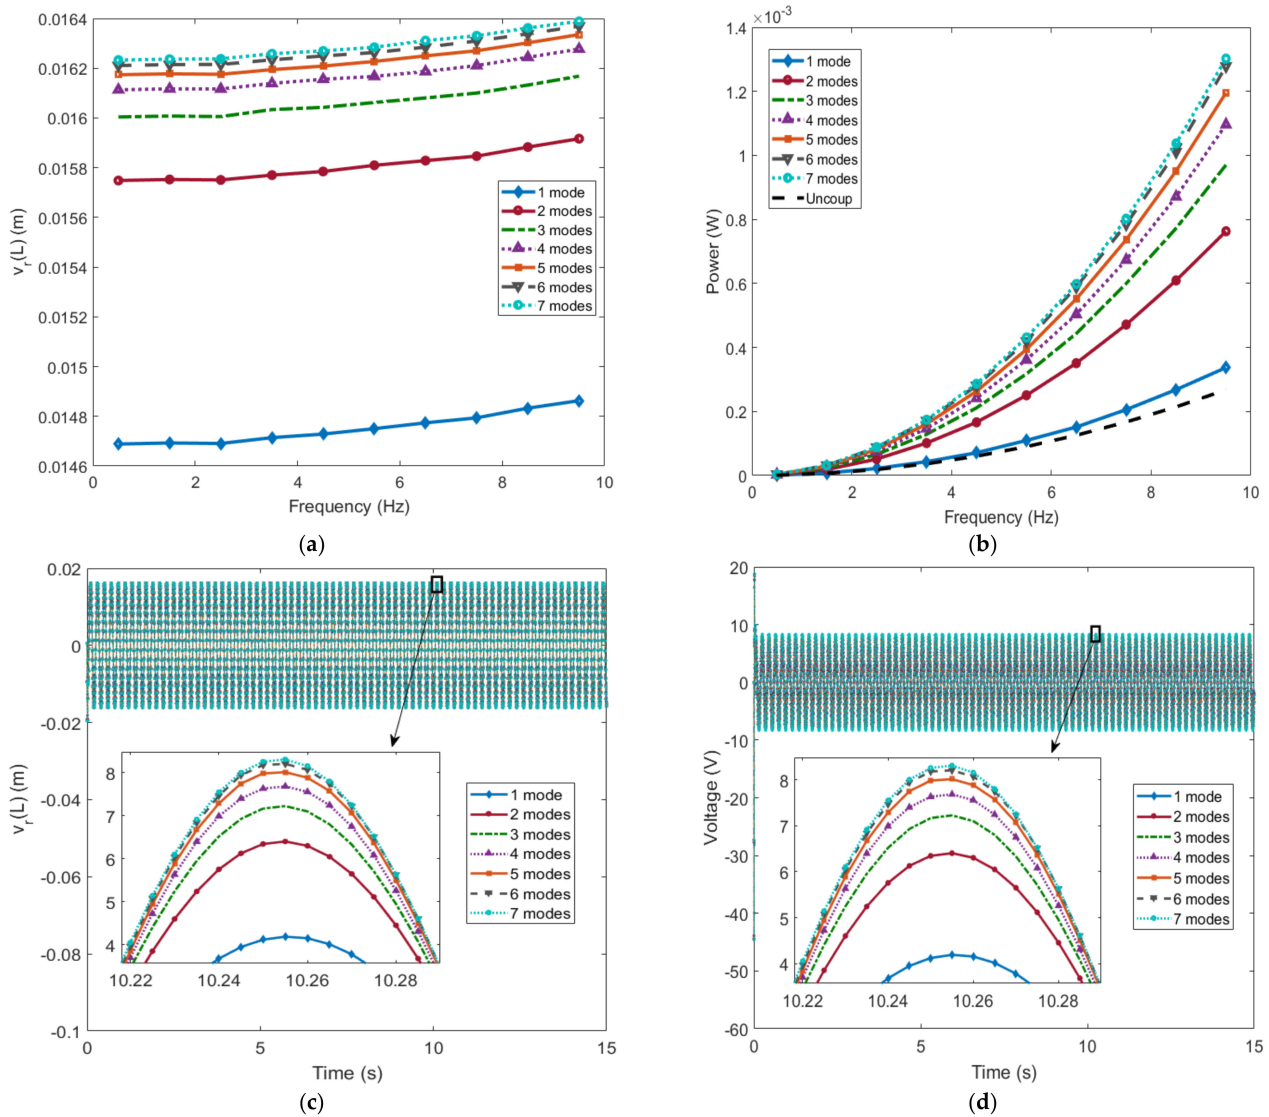 0.0164
0.0162
0.016
0.0158
0.0156
0.0154
0.0152
0.015
0.0148
0.0146
v_r(L) (m)
0 2 4 6 8 10
Frequency (Hz)
1 mode
2 modes
3 modes
4 modes
5 modes
6 modes
7 modes
(a)
×10^-3
1.4
1.2
1
0.8
0.6
0.4
0.2
0
Power (W)
2 4 6 8 10
Frequency (Hz)
1 mode
2 modes
3 modes
4 modes
5 modes
6 modes
7 modes
Uncoup
(b)
0.02
0
-0.02
-0.04
-0.06
-0.08
-0.1
v_r(L) (m)
0 5 10 15
Time (s)
8
7
6
5
4
10.22 10.24 10.26 10.28
1 mode
2 modes
3 modes
4 modes
5 modes
6 modes
7 modes
(c)
20
10
0
-10
-20
-30
-40
-50
-60
Voltage (V)
0 5 10 15
Time (s)
8
7
6
5
4
10.22 10.24 10.26 10.28
1 mode
2 modes
3 modes
4 modes
5 modes
6 modes
7 modes
(d)